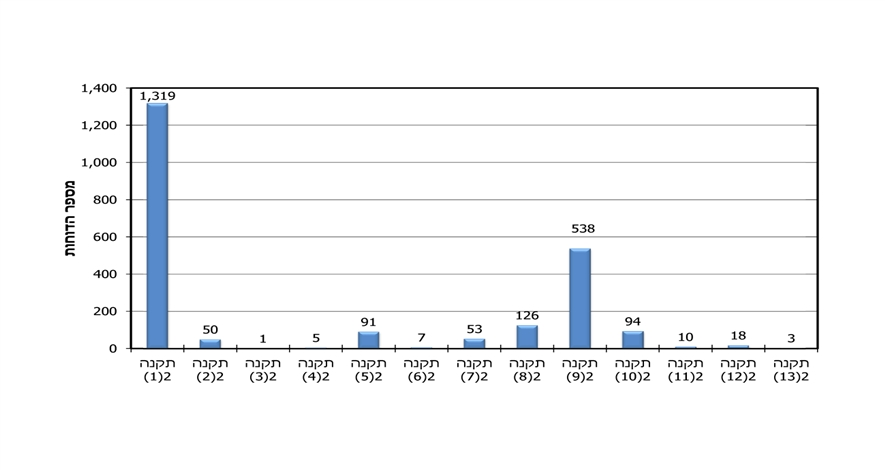 מספר הדוחות
1,400
1,200
1,000
800
600
400
200
0
1,319
50
1
5
91
7
53
126
538
94
10
18
3
תקנה
2(1)
תקנה
2(2)
תקנה
2(3)
תקנה
2(4)
תקנה
2(5)
תקנה
2(6)
תקנה
2(7)
תקנה
2(8)
תקנה
2(9)
תקנה
2(10)
תקנה
2(11)
תקנה
2(12)
תקנה
2(13)